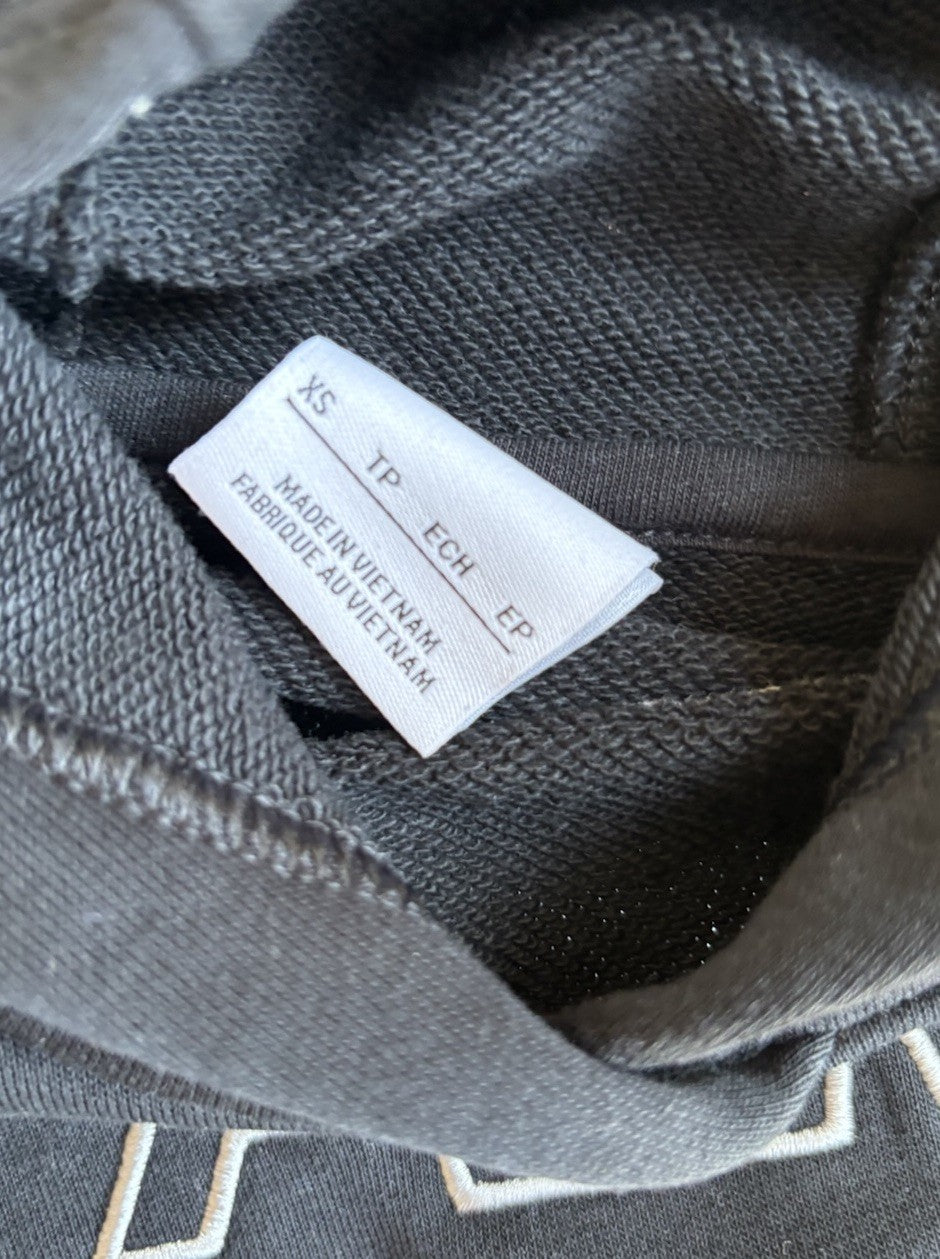 XS TP ECH EP
MADE IN VIETNAM
FABRIQUE AU VIETNAM